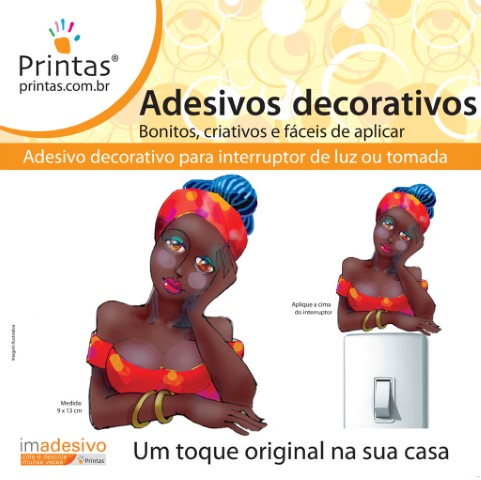 Printas®
printas.com.br
Adesivos decorativos
Bonitos, criativos e fáceis de aplicar
Adesivo decorativo para interruptor de luz ou tomada
Aplique a cima
do interruptor
Imagem ilustrativa
Medida:
9 x 13 cm
imadesivo
cole e descole
muitas vezes
Printas
Um toque original na sua casa